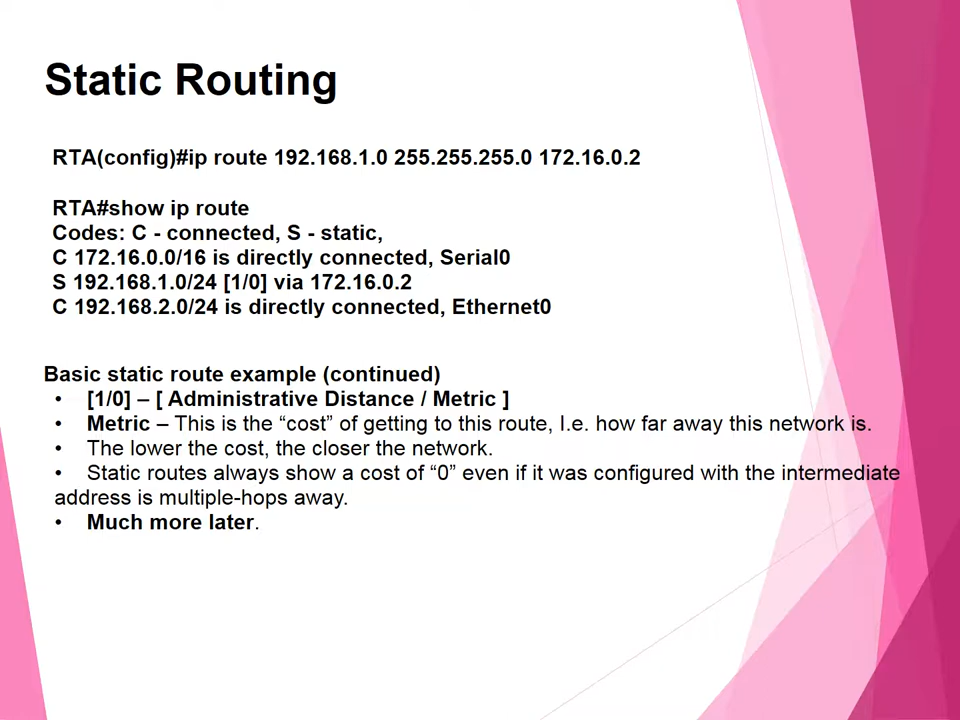 Static Routing
RTA(config)#ip route 192.168.1.0 255.255.255.0 172.16.0.2
RTA#show ip route
Codes: C - connected, S - static,
C 172.16.0.0/16 is directly connected, Serial0
S 192.168.1.0/24 [1/0] via 172.16.0.2
C 192.168.2.0/24 is directly connected, Ethernet0
Basic static route example (continued)
• [1/0] – [ Administrative Distance / Metric ]
• Metric – This is the “cost” of getting to this route, I.e. how far away this network is.
• The lower the cost, the closer the network.
• Static routes always show a cost of “0” even if it was configured with the intermediate
address is multiple-hops away.
• Much more later.